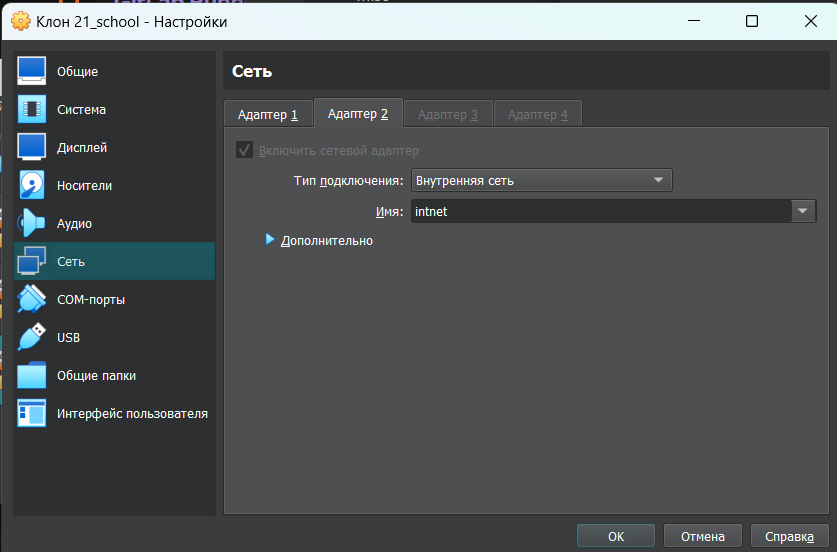 Клон 21_school - Настройки
Общие
Система
Дисплей
Носители
Аудио
Сеть
COM-порты
USB
Общие папки
Интерфейс пользователя
Сеть
Адаптер 1 Адаптер 2 Адаптер 3 Адаптер 4
Включить сетевой адаптер
Тип подключения: Внутренняя сеть
Имя: intnet
Дополнительно
OK Отмена Справка